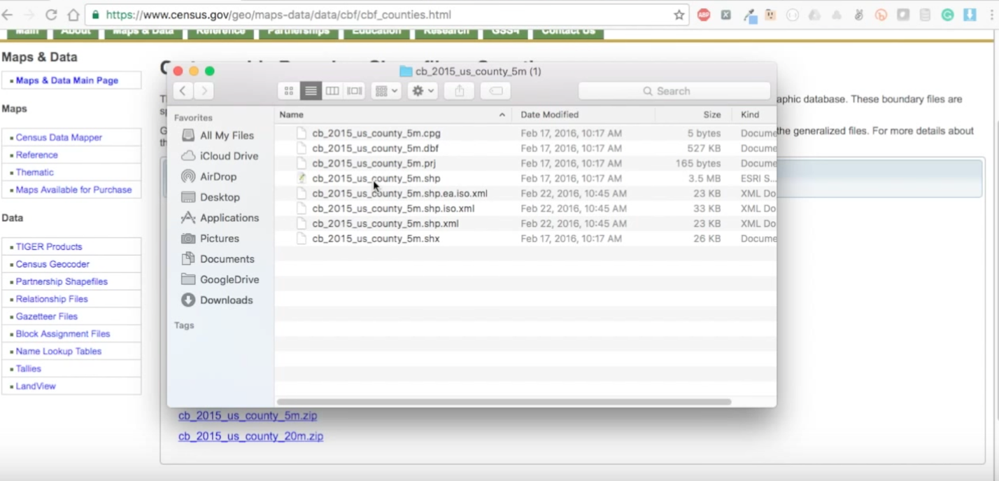 https://www.census.gov/geo/maps-data/data/cbf/cbf_counties.html
Main About Maps & Data Reference Partnerships Education Research GSS-I Contact Us
Maps & Data
Maps & Data Main Page
Maps
Census Data Mapper
Reference
Thematic
Maps Available for Purchase
Data
TIGER Products
Census Geocoder
Partnership Shapefiles
Relationship Files
Gazetteer Files
Block Assignment Files
Name Lookup Tables
Tallies
LandView
aphic database. These boundary files are
the generalized files. For more details about
cb_2015_us_county_5m (1)
Search
Favorites
All My Files
iCloud Drive
AirDrop
Desktop
Applications
Pictures
Documents
GoogleDrive
Downloads
Tags
Name Date Modified Size Kind
cb_2015_us_county_5m.cpg Feb 17, 2016, 10:17 AM 5 bytes Docume
cb_2015_us_county_5m.dbf Feb 17, 2016, 10:17 AM 527 KB Docume
cb_2015_us_county_5m.prj Feb 17, 2016, 10:17 AM 165 bytes Docume
cb_2015_us_county_5m.shp Feb 17, 2016, 10:17 AM 3.5 MB ESRI S...
cb_2015_us_county_5m.shp.ea.iso.xml Feb 22, 2016, 10:45 AM 23 KB XML Do
cb_2015_us_county_5m.shp.iso.xml Feb 22, 2016, 10:45 AM 33 KB XML Do
cb_2015_us_county_5m.shp.xml Feb 22, 2016, 10:45 AM 23 KB XML Do
cb_2015_us_county_5m.shx Feb 17, 2016, 10:17 AM 26 KB Docume
cb_2015_us_county_5m.zip
cb_2015_us_county_20m.zip